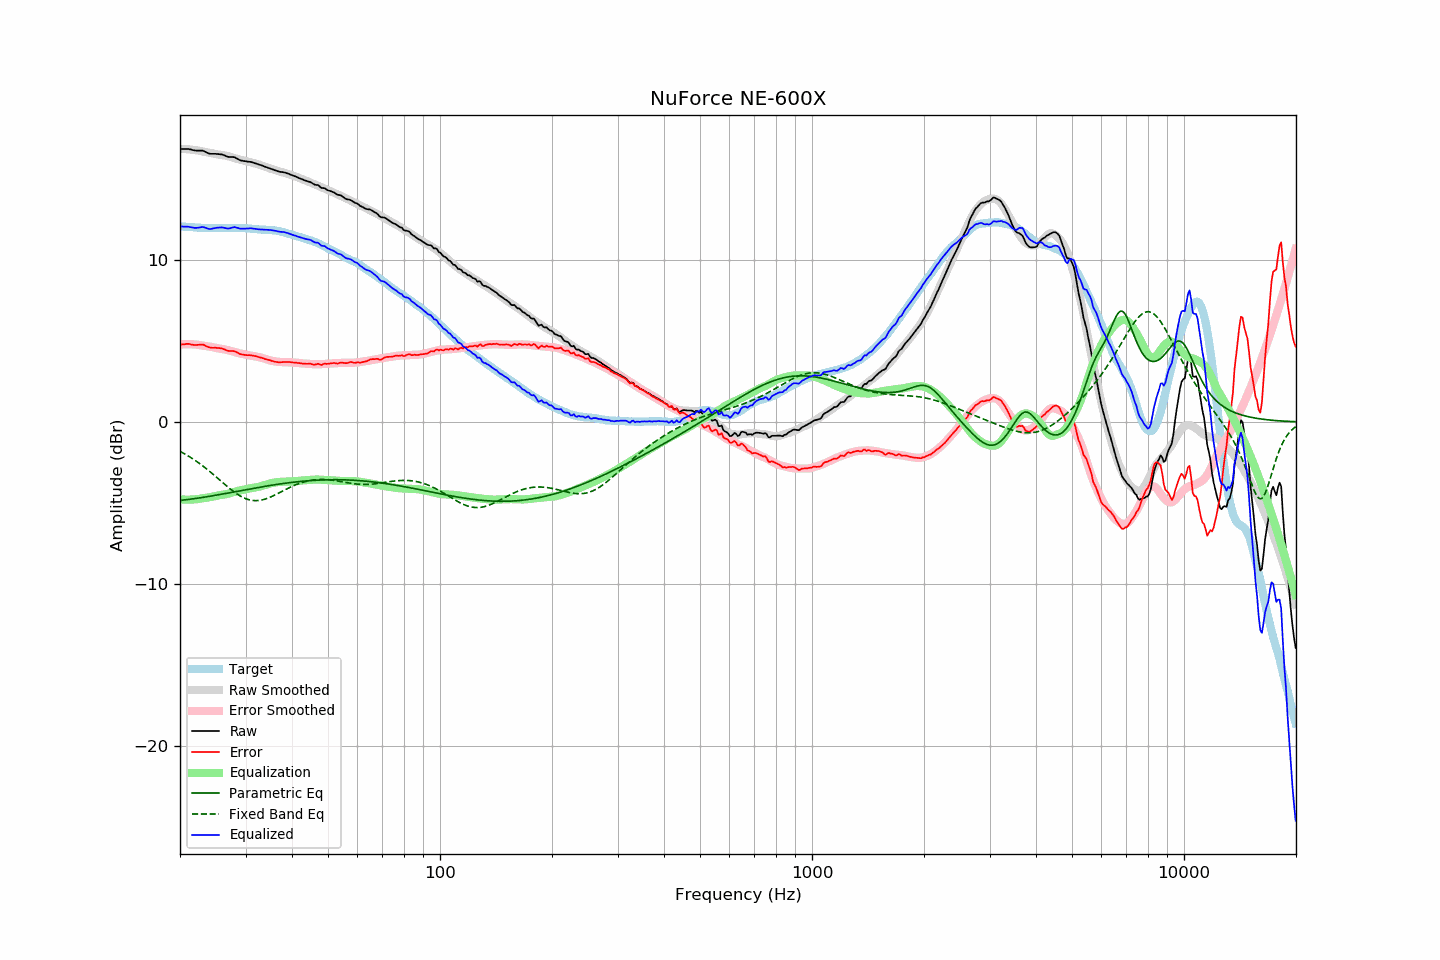 NuForce NE-600X
Amplitude (dBr)
10
0
−10
−20
100
1000
10000
Frequency (Hz)
Target
Raw Smoothed
Error Smoothed
Raw
Error
Equalization
Parametric Eq
Fixed Band Eq
Equalized